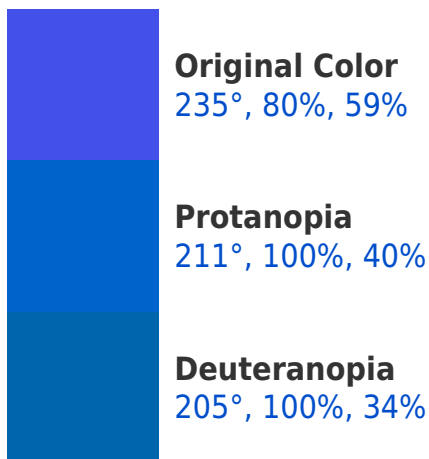 Original Color
235°, 80%, 59%
Protanopia
211°, 100%, 40%
Deuteranopia
205°, 100%, 34%